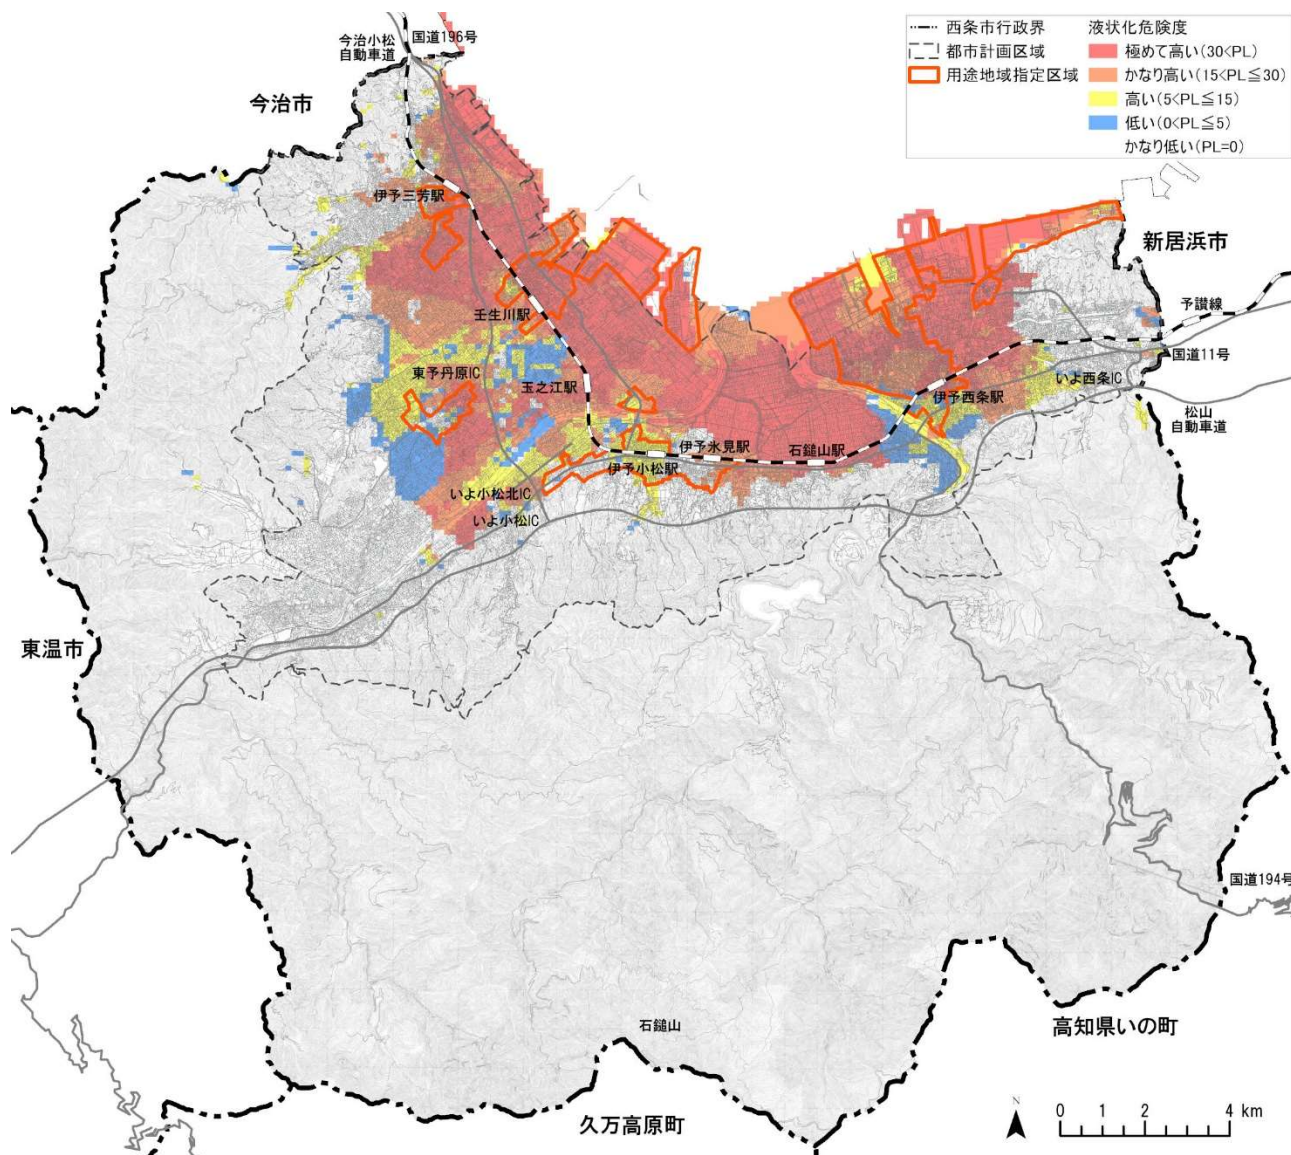 西条市行政界
都市計画区域
用途地域指定区域
液状化危険度
極めて高い(30<PL)
かなり高い(15<PL≦30)
高い(5<PL≦15)
低い(0<PL≦5)
かなり低い(PL=0)
今治小松
自動車道
国道196号
今治市
伊予三芳駅
新居浜市
予讃線
壬生川駅
国道11号
東予丹原IC
玉之江駅
いよ西条IC
伊予西条駅
松山
自動車道
伊予氷見駅
石鎚山駅
伊予小松駅
いよ小松北IC
いよ小松IC
東温市
国道194号
石鎚山
高知県いの町
久万高原町
N
0 1 2 4 km